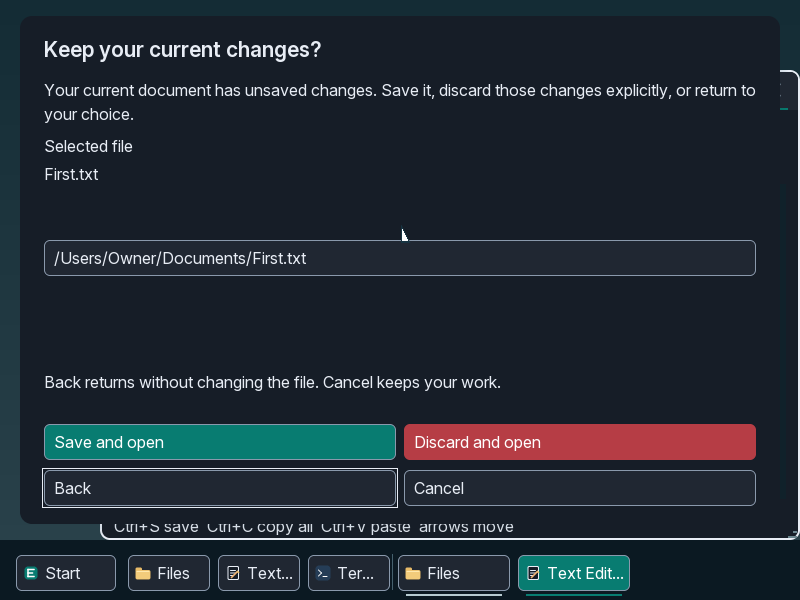 Keep your current changes?
Your current document has unsaved changes. Save it, discard those changes explicitly, or return to
your choice.
Selected file
First.txt
/Users/Owner/Documents/First.txt
Back returns without changing the file. Cancel keeps your work.
Save and open
Discard and open
Back
Cancel
Ctrl+S save Ctrl+C copy all Ctrl+V paste arrows move
Start
Files
Text...
Ter...
Files
Text Edit...